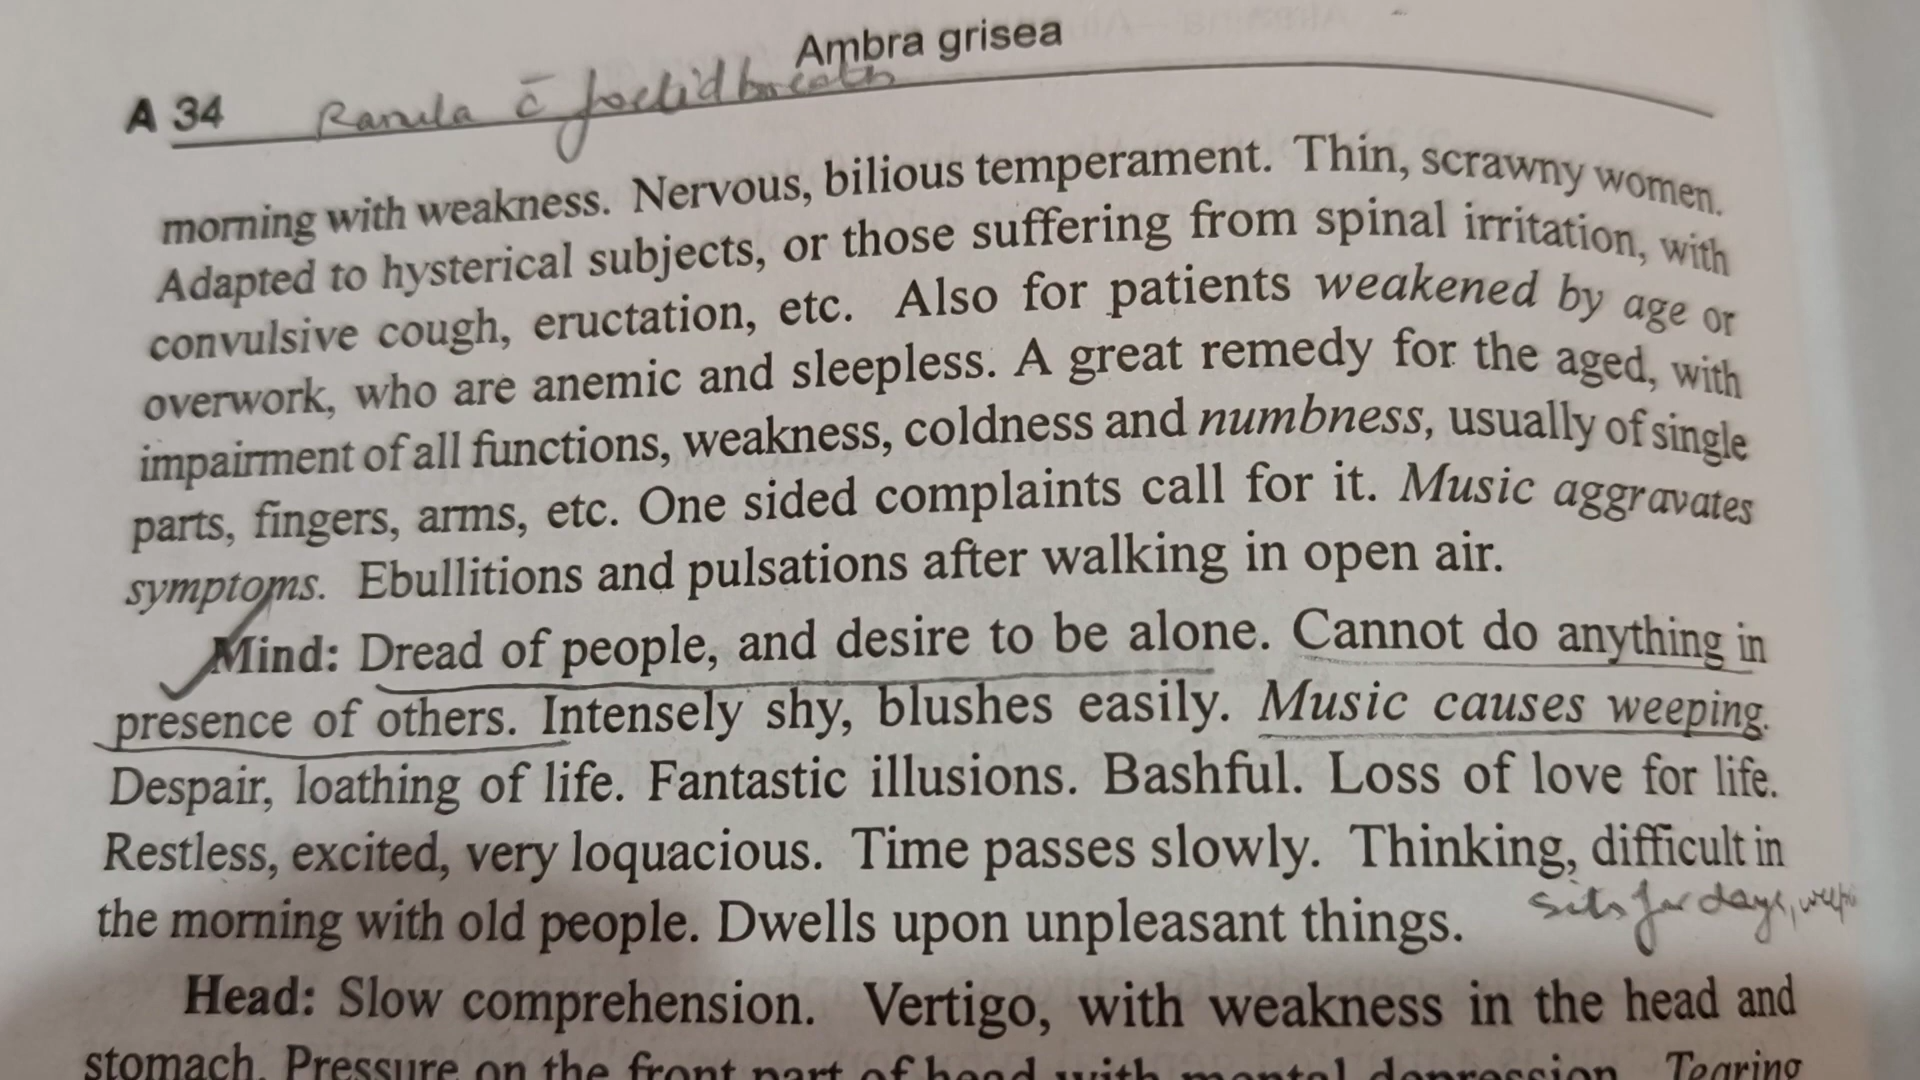 Ambra grisea
A 34 Ranula c̄ foetid breath
morning with weakness. Nervous, bilious temperament. Thin, scrawny women.
Adapted to hysterical subjects, or those suffering from spinal irritation, with
convulsive cough, eructation, etc. Also for patients weakened by age or
overwork, who are anemic and sleepless. A great remedy for the aged, with
impairment of all functions, weakness, coldness and numbness, usually of single
parts, fingers, arms, etc. One sided complaints call for it. Music aggravates
symptoms. Ebullitions and pulsations after walking in open air.
Mind: Dread of people, and desire to be alone. Cannot do anything in
presence of others. Intensely shy, blushes easily. Music causes weeping.
Despair, loathing of life. Fantastic illusions. Bashful. Loss of love for life.
Restless, excited, very loquacious. Time passes slowly. Thinking, difficult in
the morning with old people. Dwells upon unpleasant things.
sits for days,
Head: Slow comprehension. Vertigo, with weakness in the head and
stomach. Pressure on the front part of head with mental depression. Tearing